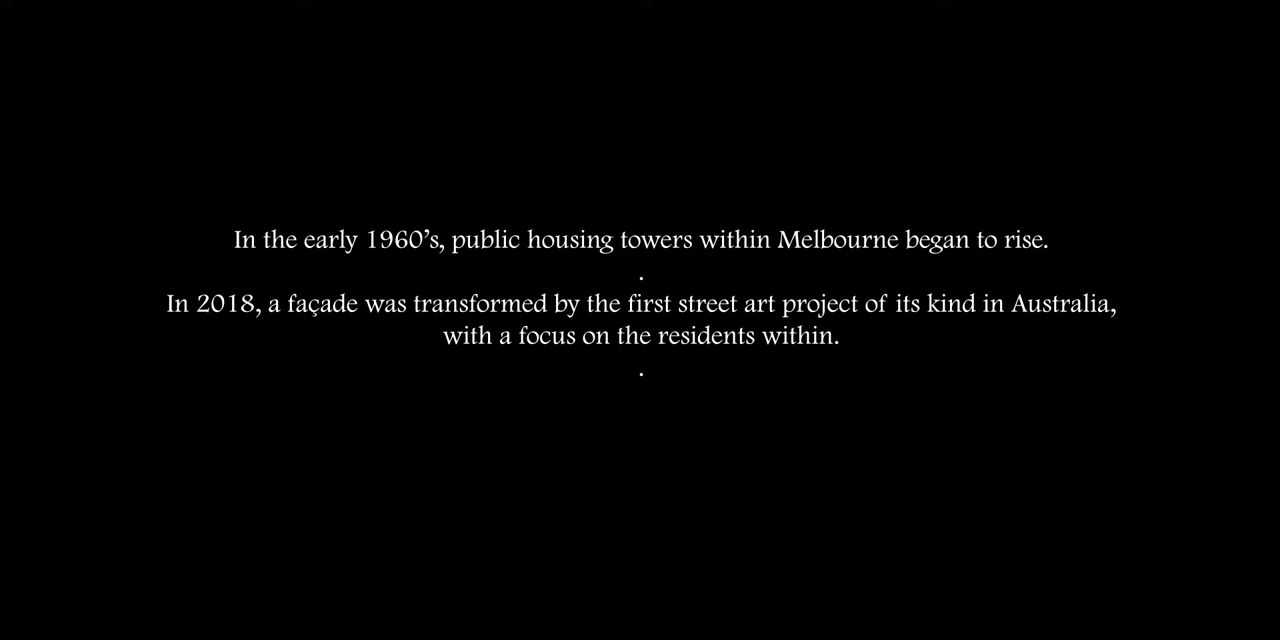 In the early 1960’s, public housing towers within Melbourne began to rise.
.
In 2018, a façade was transformed by the first street art project of its kind in Australia,
with a focus on the residents within.
.